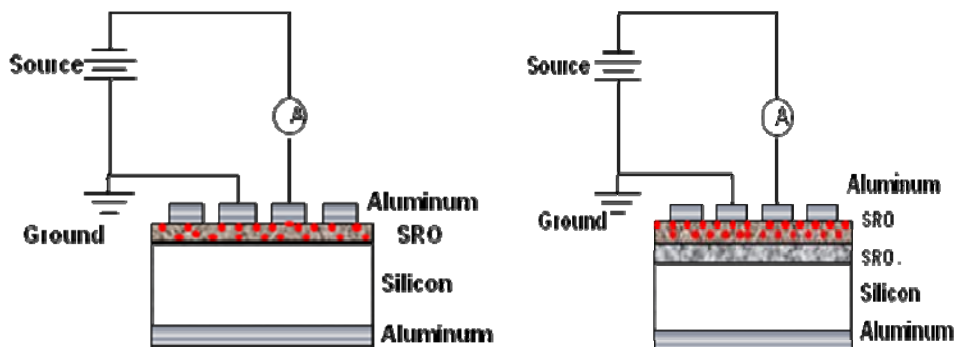 Source
A
Aluminum
Ground
SRO
Silicon
Aluminum
Source
A
Aluminum
Ground
SRO
SRO.
Silicon
Aluminum